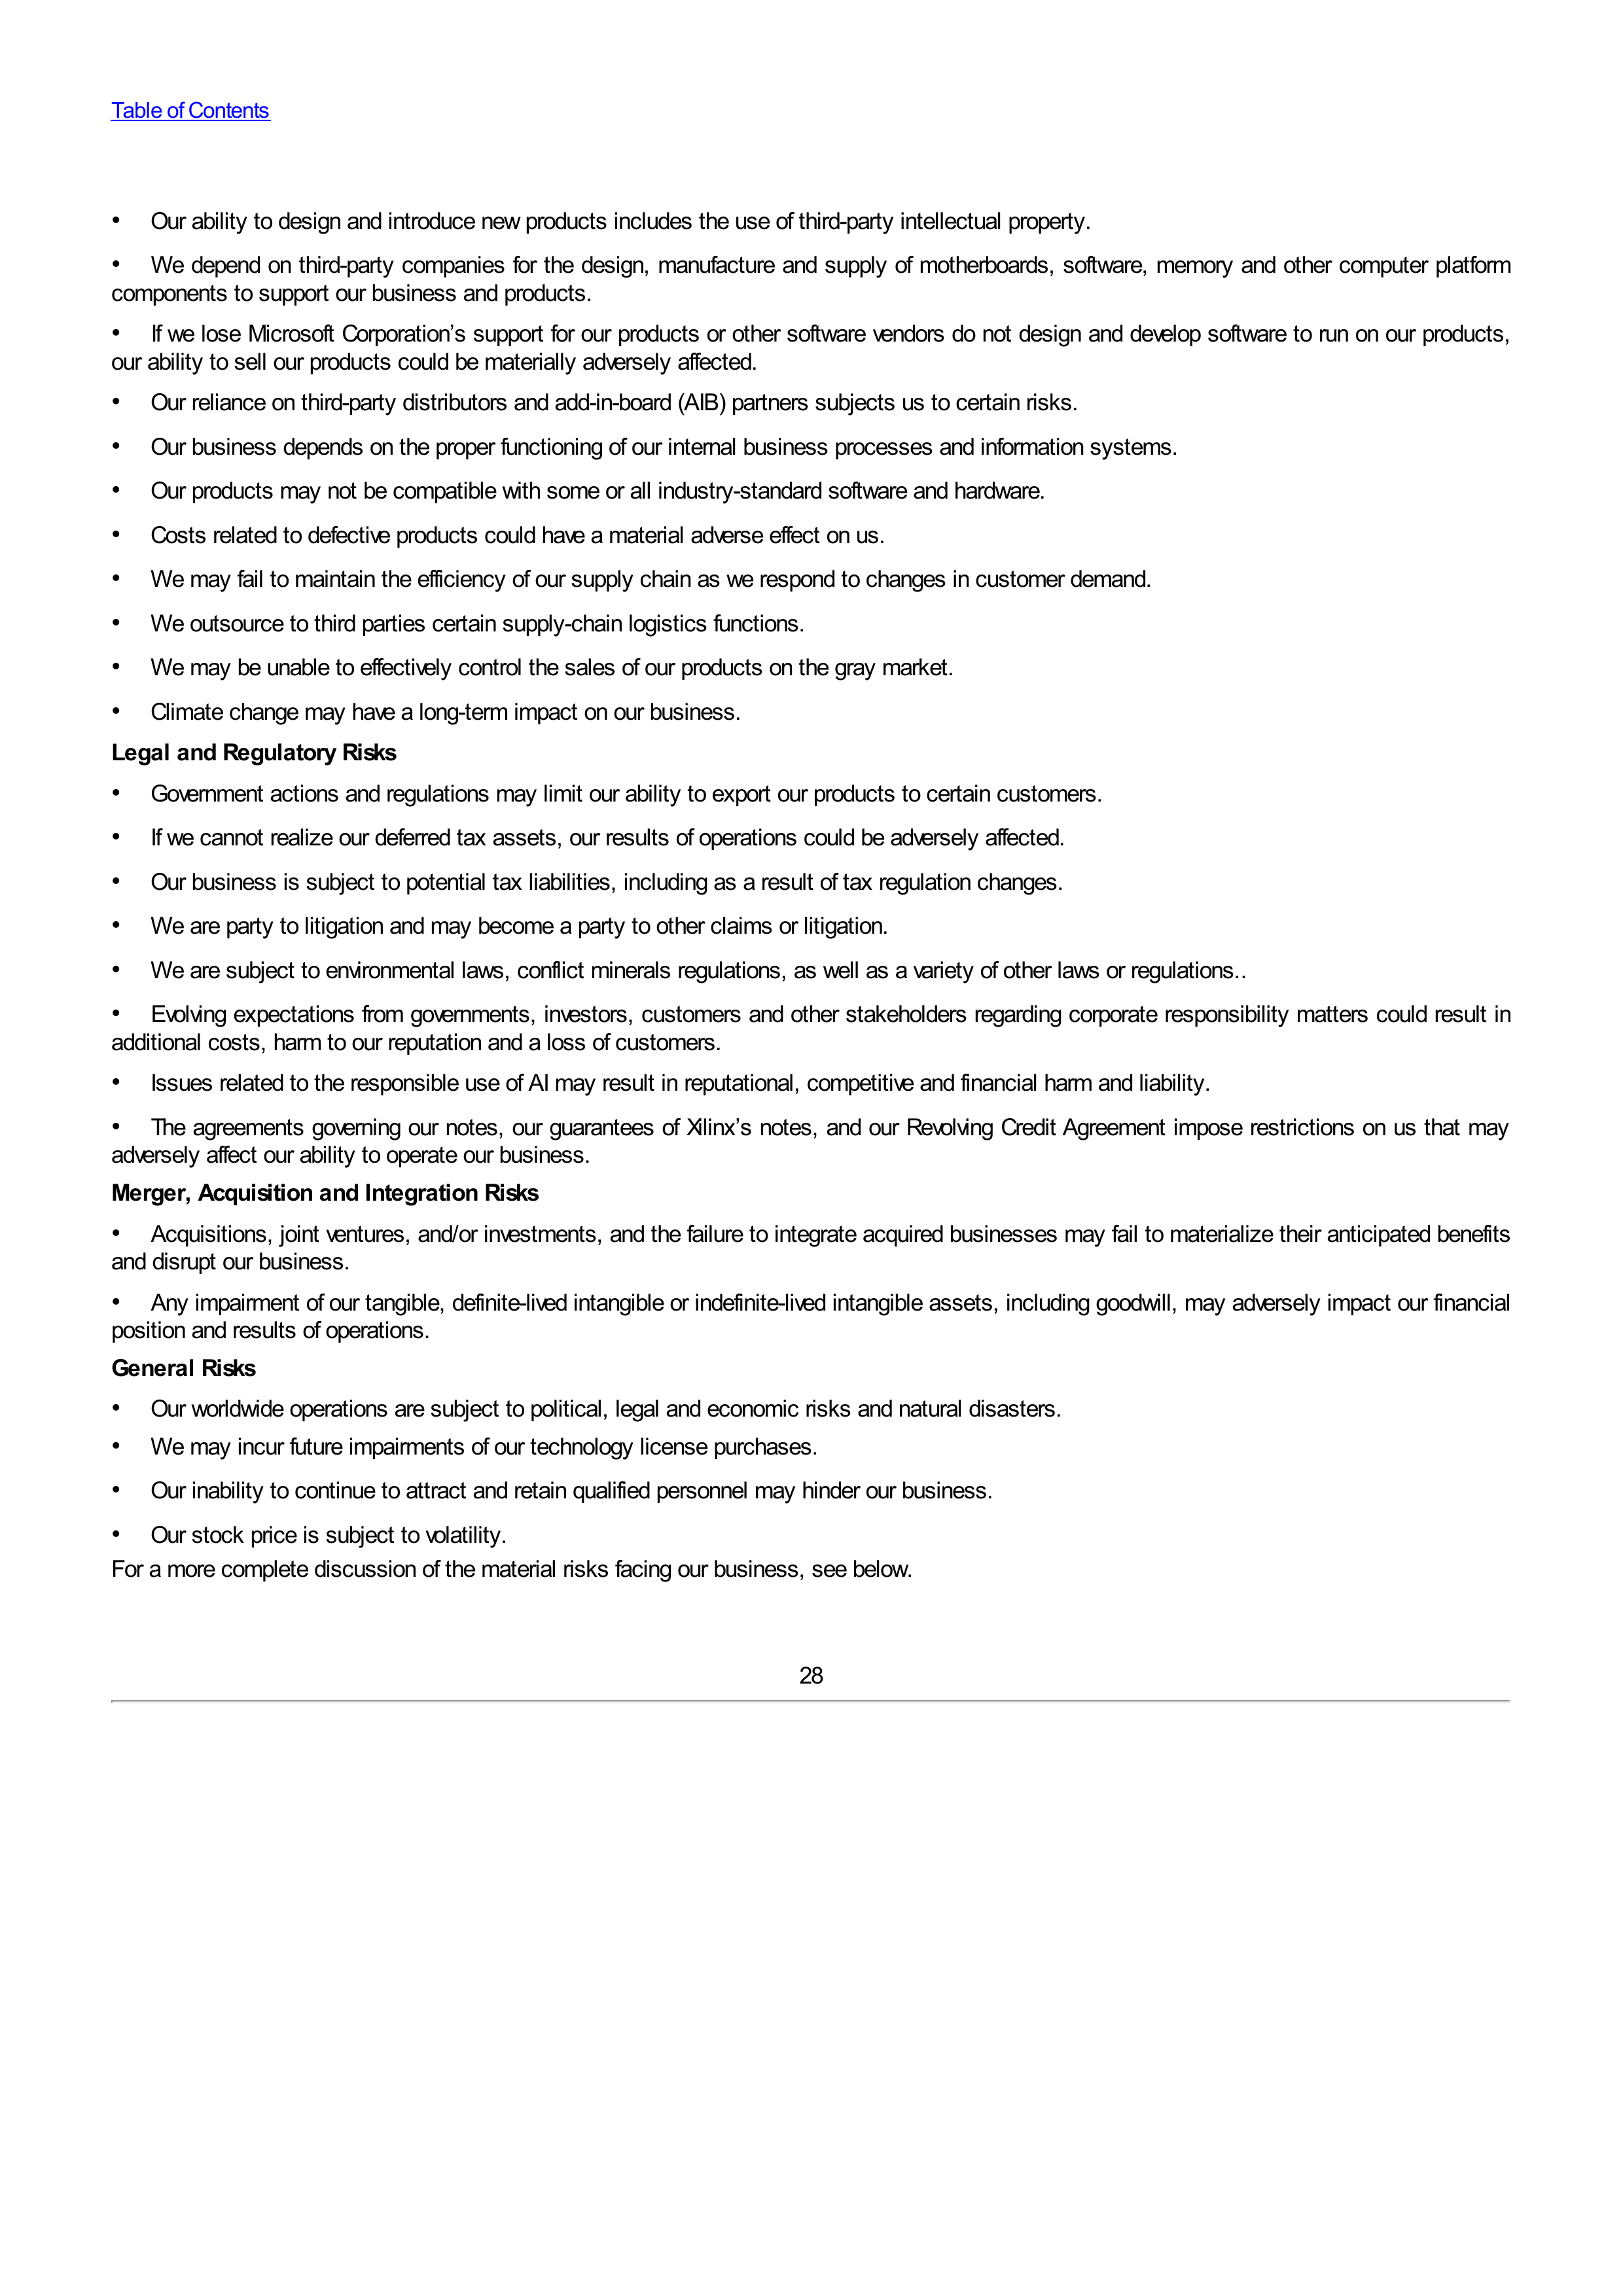 Table of Contents
• Our ability to design and introduce new products includes the use of third-party intellectual property.
• We depend on third-party companies for the design, manufacture and supply of motherboards, software, memory and other computer platform
components to support our business and products.
• If we lose Microsoft Corporation’s support for our products or other software vendors do not design and develop software to run on our products,
our ability to sell our products could be materially adversely affected.
• Our reliance on third-party distributors and add-in-board (AIB) partners subjects us to certain risks.
• Our business depends on the proper functioning of our internal business processes and information systems.
• Our products may not be compatible with some or all industry-standard software and hardware.
• Costs related to defective products could have a material adverse effect on us.
• We may fail to maintain the efficiency of our supply chain as we respond to changes in customer demand.
• We outsource to third parties certain supply-chain logistics functions.
• We may be unable to effectively control the sales of our products on the gray market.
• Climate change may have a long-term impact on our business.
Legal and Regulatory Risks
• Government actions and regulations may limit our ability to export our products to certain customers.
• If we cannot realize our deferred tax assets, our results of operations could be adversely affected.
• Our business is subject to potential tax liabilities, including as a result of tax regulation changes.
• We are party to litigation and may become a party to other claims or litigation.
• We are subject to environmental laws, conflict minerals regulations, as well as a variety of other laws or regulations..
• Evolving expectations from governments, investors, customers and other stakeholders regarding corporate responsibility matters could result in
additional costs, harm to our reputation and a loss of customers.
• Issues related to the responsible use of AI may result in reputational, competitive and financial harm and liability.
• The agreements governing our notes, our guarantees of Xilinx’s notes, and our Revolving Credit Agreement impose restrictions on us that may
adversely affect our ability to operate our business.
Merger, Acquisition and Integration Risks
• Acquisitions, joint ventures, and/or investments, and the failure to integrate acquired businesses may fail to materialize their anticipated benefits
and disrupt our business.
• Any impairment of our tangible, definite-lived intangible or indefinite-lived intangible assets, including goodwill, may adversely impact our financial
position and results of operations.
General Risks
• Our worldwide operations are subject to political, legal and economic risks and natural disasters.
• We may incur future impairments of our technology license purchases.
• Our inability to continue to attract and retain qualified personnel may hinder our business.
• Our stock price is subject to volatility.
For a more complete discussion of the material risks facing our business, see below.
28